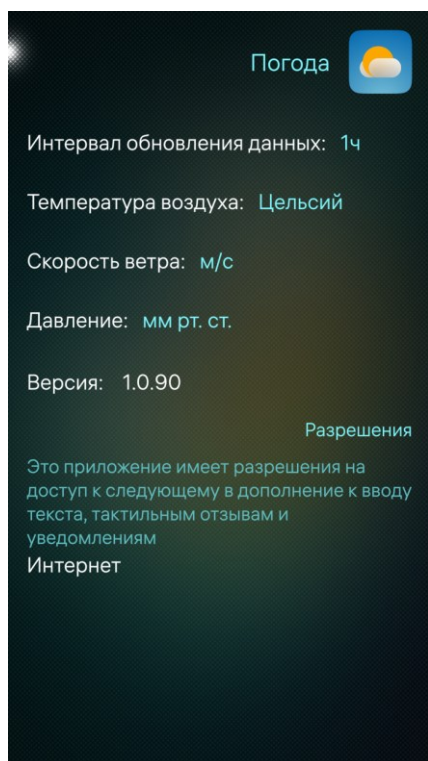 Погода
Интервал обновления данных: 1ч
Температура воздуха: Цельсий
Скорость ветра: м/с
Давление: мм рт. ст.
Версия: 1.0.90
Разрешения
Это приложение имеет разрешения на
доступ к следующему в дополнение к вводу
текста, тактильным отзывам и
уведомлениям
Интернет